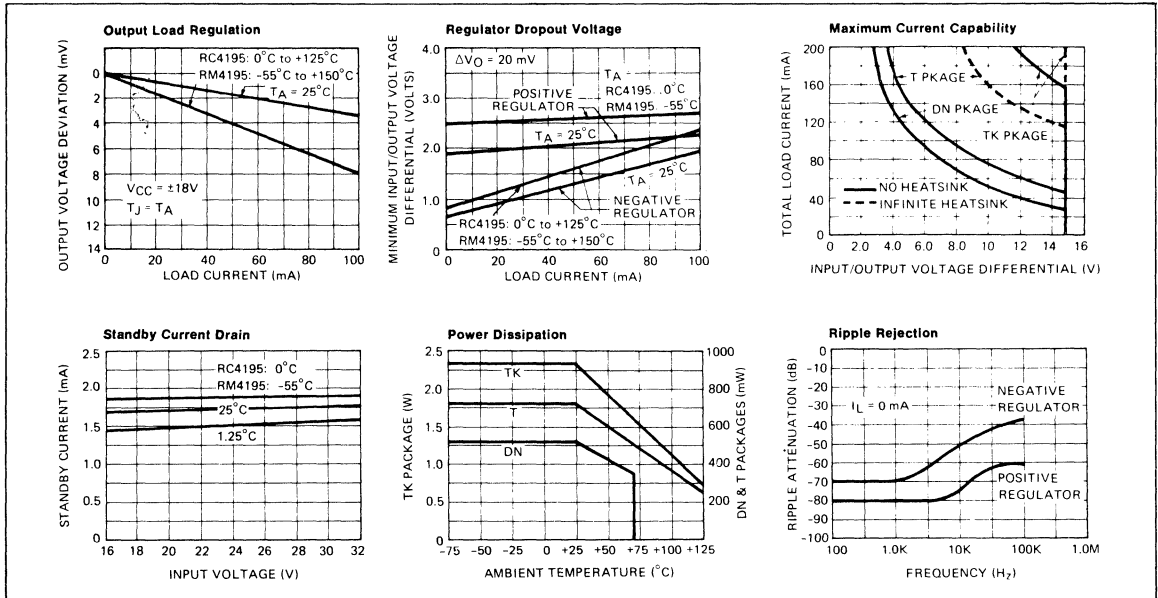 Output Load Regulation
OUTPUT VOLTAGE DEVIATION (mV)
0
2
4
6
8
10
12
14
RC4195: 0°C to +125°C
RM4195: -55°C to +150°C
TA = 25°C
VCC = ±18V
TJ = TA
0 20 40 60 80 100
LOAD CURRENT (mA)
Regulator Dropout Voltage
MINIMUM INPUT/OUTPUT VOLTAGE
DIFFERENTIAL (VOLTS)
4.0
3.0
2.0
1.0
0
ΔVO = 20 mV
TA
RC4195. .0°C
RM4195. -55°C
POSITIVE
REGULATOR
TA = 25°C
TA = 25°C
NEGATIVE
REGULATOR
RC4195: 0°C to +125°C
RM4195: -55°C to +150°C
0 20 40 60 80 100
LOAD CURRENT (mA)
Maximum Current Capability
TOTAL LOAD CURRENT (mA)
200
160
120
80
40
0
T PKAGE
DN PKAGE
TK PKAGE
NO HEATSINK
INFINITE HEATSINK
0 2.0 4.0 6.0 8.0 10.0 12.0 14.0 16
INPUT/OUTPUT VOLTAGE DIFFERENTIAL (V)
Standby Current Drain
STANDBY CURRENT (mA)
2.5
2.0
1.5
1.0
0.5
0
RC4195: 0°C
RM4195: -55°C
25°C
1.25°C
16 18 20 22 24 26 28 30 32
INPUT VOLTAGE (V)
Power Dissipation
TK PACKAGE (W)
2.5
2.0
1.5
1.0
0.5
0
TK
T
DN
1000
800
600
400
200
DN & T PACKAGES (mW)
-75 -50 -25 0 +25 +50 +75 +100 +125
AMBIENT TEMPERATURE (°C)
Ripple Rejection
RIPPLE ATTENUATION (dB)
0
-10
-20
-30
-40
-50
-60
-70
-80
-90
-100
IL = 0 mA
NEGATIVE
REGULATOR
POSITIVE
REGULATOR
100 1.0K 10K 100K 1.0M
FREQUENCY (Hz)